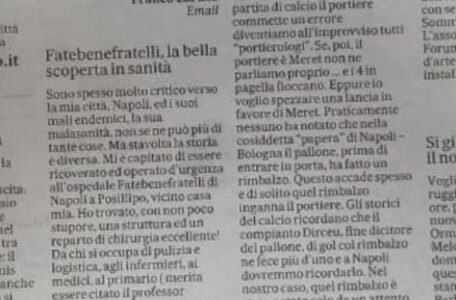 Email
Fatebenefratelli, la bella
scoperta in sanità
Sono spesso molto critico verso
la mia città, Napoli, ed i suoi
mali endemici, la sua
malasanità, non se ne può più di
tante cose. Ma stavolta la storia
è diversa. Mi è capitato di essere
ricoverato ed operato d'urgenza
all'ospedale Fatebenefratelli di
Napoli a Posillipo, vicino casa
mia. Ho trovato, con non poco
stupore, una struttura ed un
reparto di chirurgia eccellente!
Da chi si occupa di pulizia e
logistica, agli infermieri, ai
medici, al primario ( merita
essere citato il professor
partita di calcio il portiere
commette un errore
diventiamo all'improvviso tutti
"portierologi". Se, poi, il
portiere è Meret non ne
parliamo proprio ... e i 4 in
pagella fioccano. Eppure io
voglio spezzare una lancia in
favore di Meret. Praticamente
nessuno ha notato che nella
cosiddetta "papera" di Napoli -
Bologna il pallone, prima di
entrare in porta, ha fatto un
rimbalzo. Questo accade spesso
e di solito quel rimbalzo
inganna il portiere. Gli storici
del calcio ricordano che il
compianto Dirceu, fine dicitore
del pallone, di gol col rimbalzo
ne fece più d'uno e a Napoli
dovremmo ricordarlo. Nel
nostro caso, quel rimbalzo è